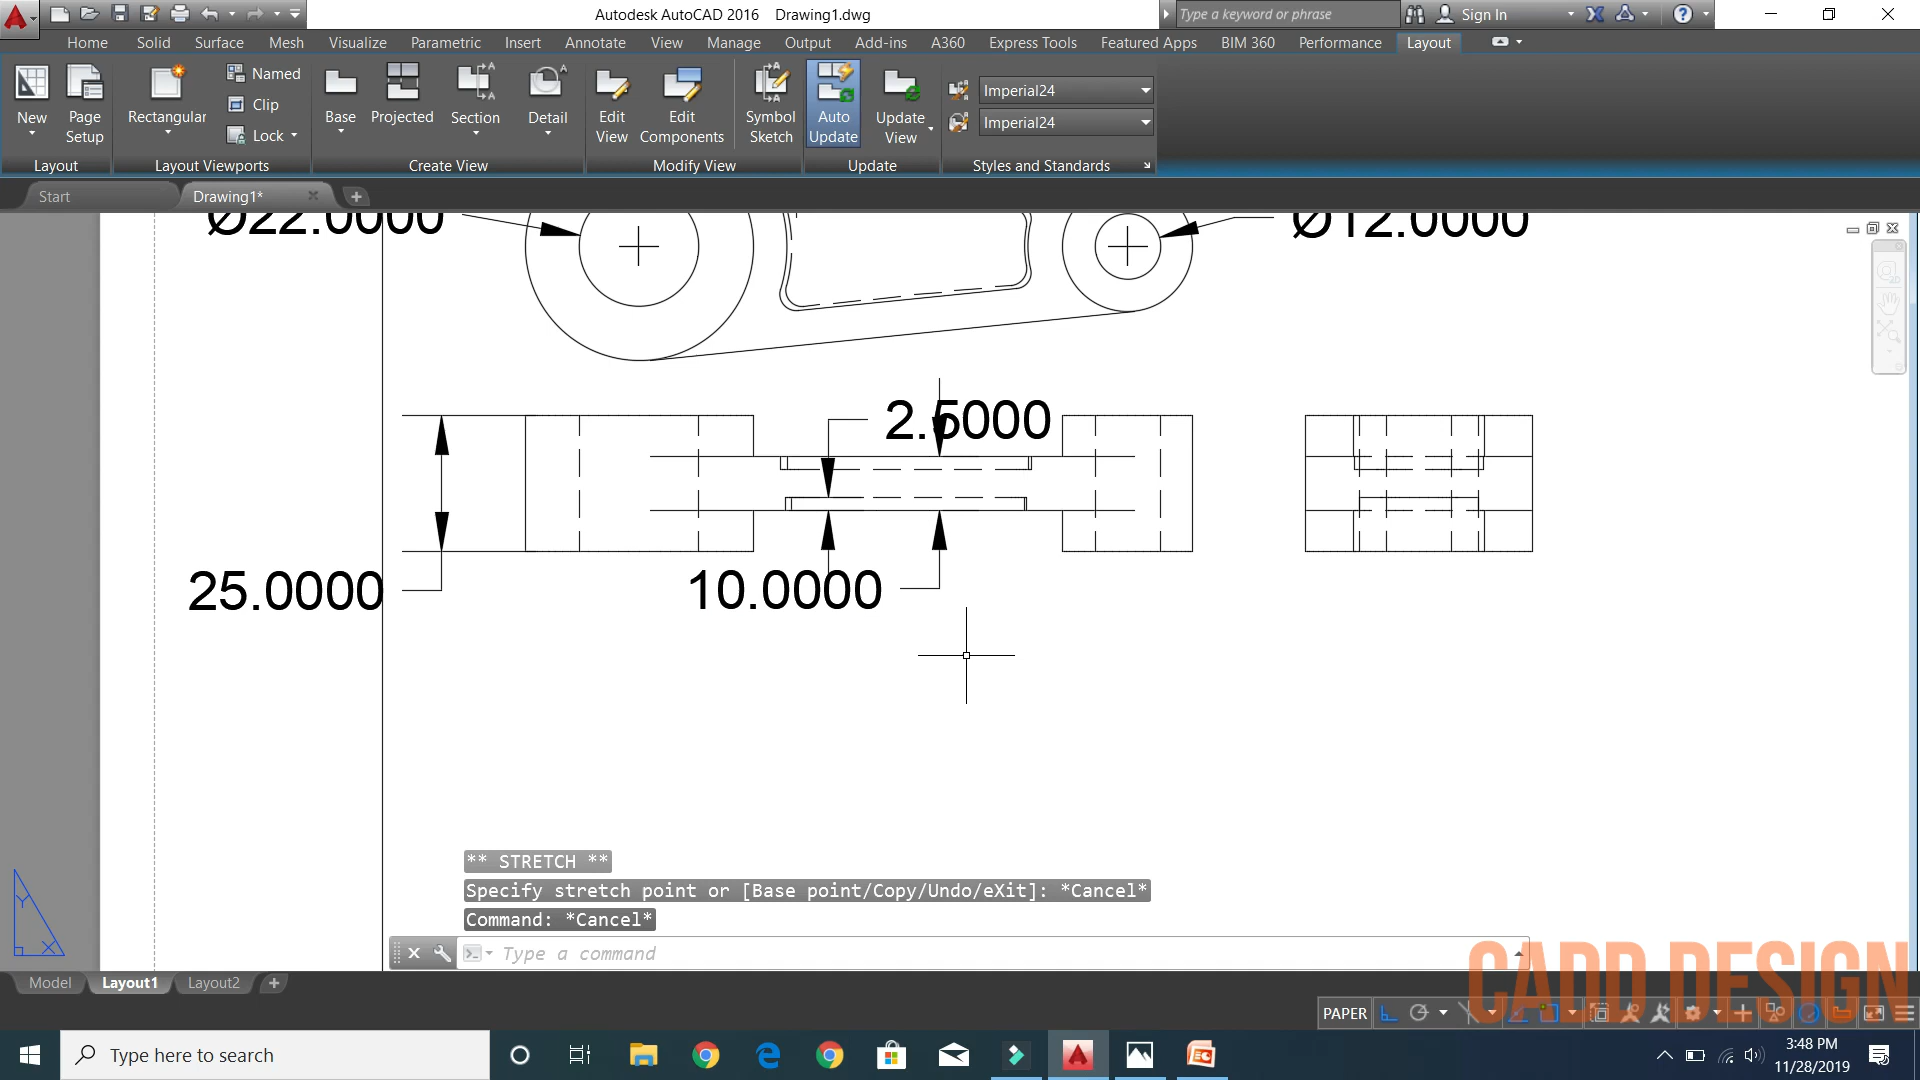 Autodesk AutoCAD 2016 Drawing1.dwg
Type a keyword or phrase
Sign In
Home Solid Surface Mesh Visualize Parametric Insert Annotate View Manage Output Add-ins A360 Express Tools Featured Apps BIM 360 Performance Layout
New
Page Setup
Rectangular
Named
Clip
Lock
Base
Projected
Section
Detail
Edit View
Edit Components
Symbol Sketch
Auto Update
Update View
Imperial24
Imperial24
Layout
Layout Viewports
Create View
Modify View
Update
Styles and Standards
Start
Drawing1*
Ø22.0000
Ø12.0000
2.5000
25.0000
10.0000
** STRETCH **
Specify stretch point or [Base point/Copy/Undo/eXit]: *Cancel*
Command: *Cancel*
Type a command
Y
X
Model
Layout1
Layout2
CADD DESIGN
PAPER
Type here to search
3:48 PM
11/28/2019